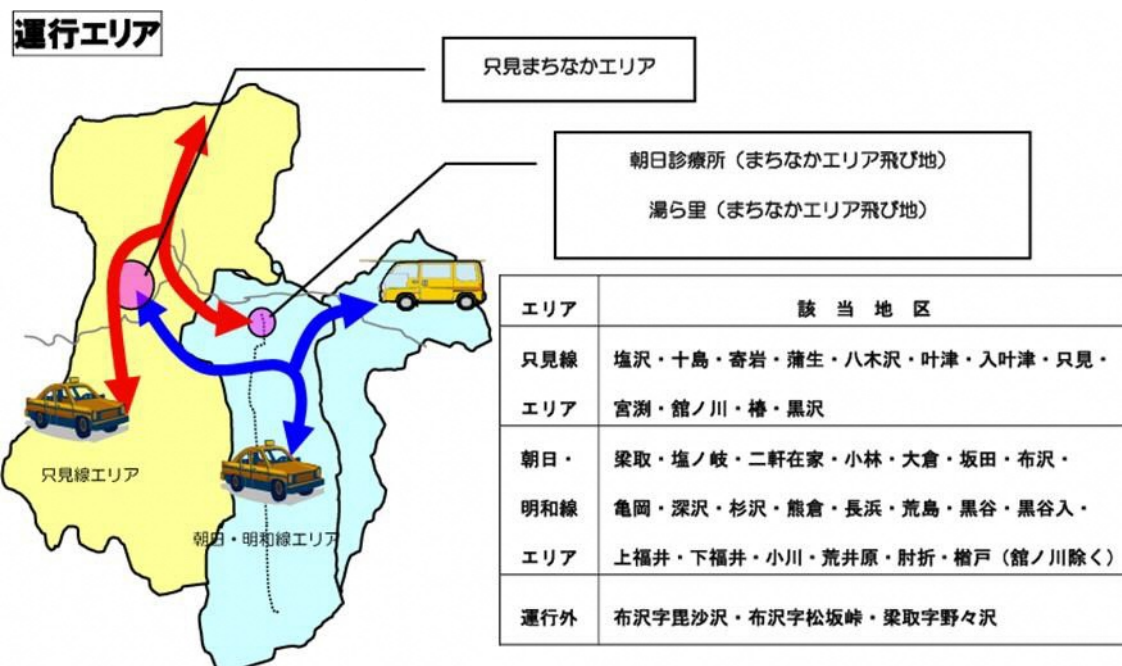 運行エリア
只見まちなかエリア
朝日診療所（まちなかエリア飛び地）
湯ら里（まちなかエリア飛び地）
只見線エリア
朝日・明和線エリア
エリア 該当地区
只見線 塩沢・十島・寄岩・蒲生・八木沢・叶津・入叶津・只見・
エリア 宮渕・舘ノ川・椿・黒沢
朝日・ 梁取・塩ノ岐・二軒在家・小林・大倉・坂田・布沢・
明和線 亀岡・深沢・杉沢・熊倉・長浜・荒島・黒谷・黒谷入・
エリア 上福井・下福井・小川・荒井原・肘折・楢戸（舘ノ川除く）
運行外 布沢字毘沙沢・布沢字松坂峠・梁取字野々沢